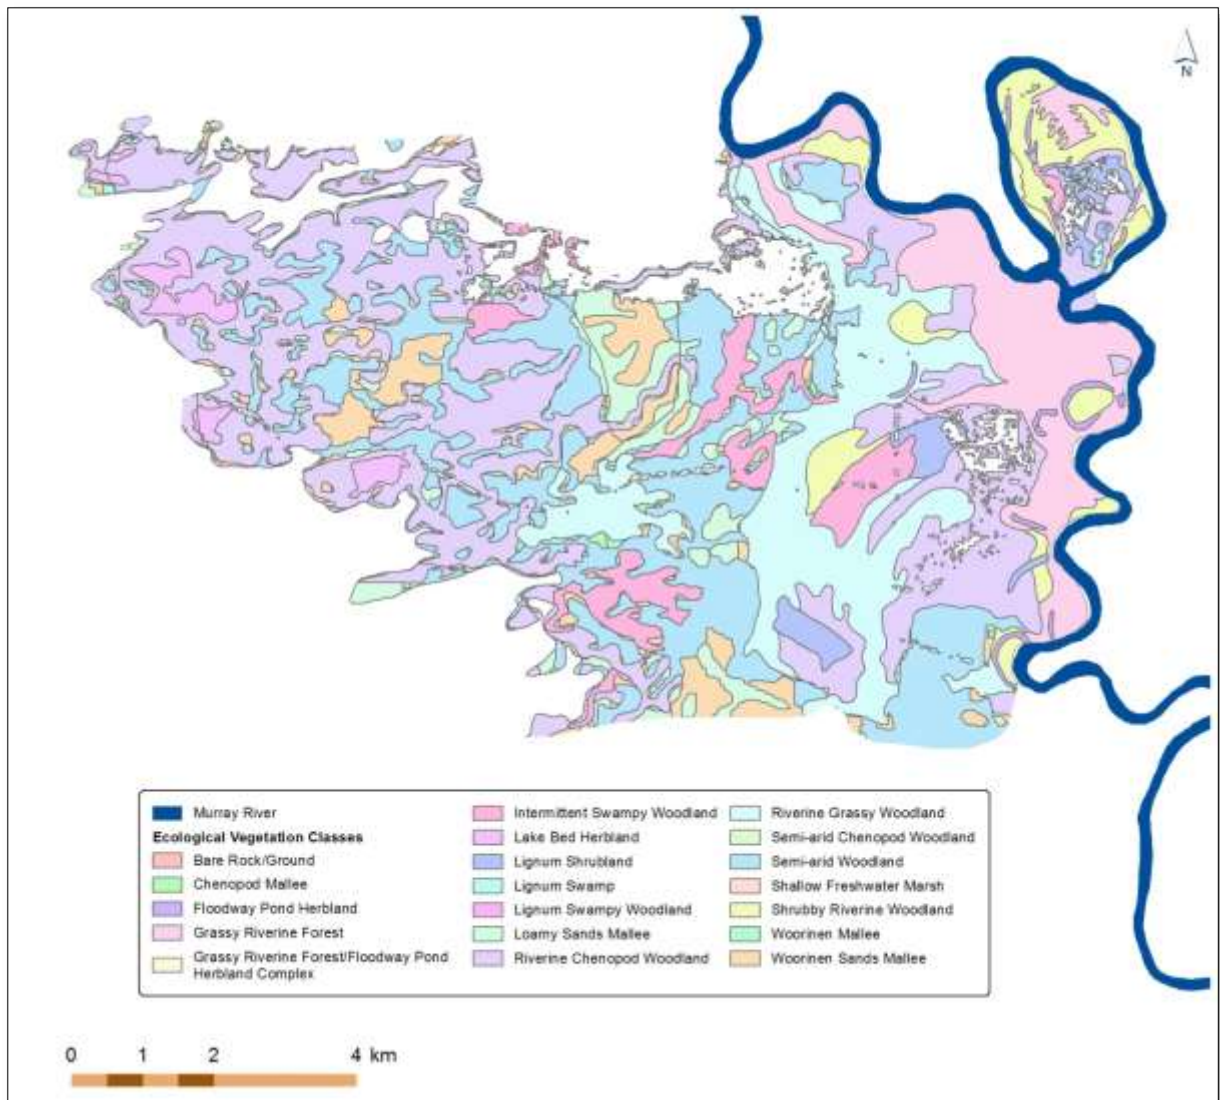 N
Murray River
Ecological Vegetation Classes
Bare Rock/Ground
Chenopod Mallee
Floodway Pond Herbland
Grassy Riverine Forest
Grassy Riverine Forest/Floodway Pond
Herbland Complex
Intermittent Swampy Woodland
Lake Bed Herbland
Lignum Shrubland
Lignum Swamp
Lignum Swampy Woodland
Loamy Sands Mallee
Riverine Chenopod Woodland
Riverine Grassy Woodland
Semi-arid Chenopod Woodland
Semi-arid Woodland
Shallow Freshwater Marsh
Shrubby Riverine Woodland
Woorinen Mallee
Woorinen Sands Mallee
0 1 2 4 km